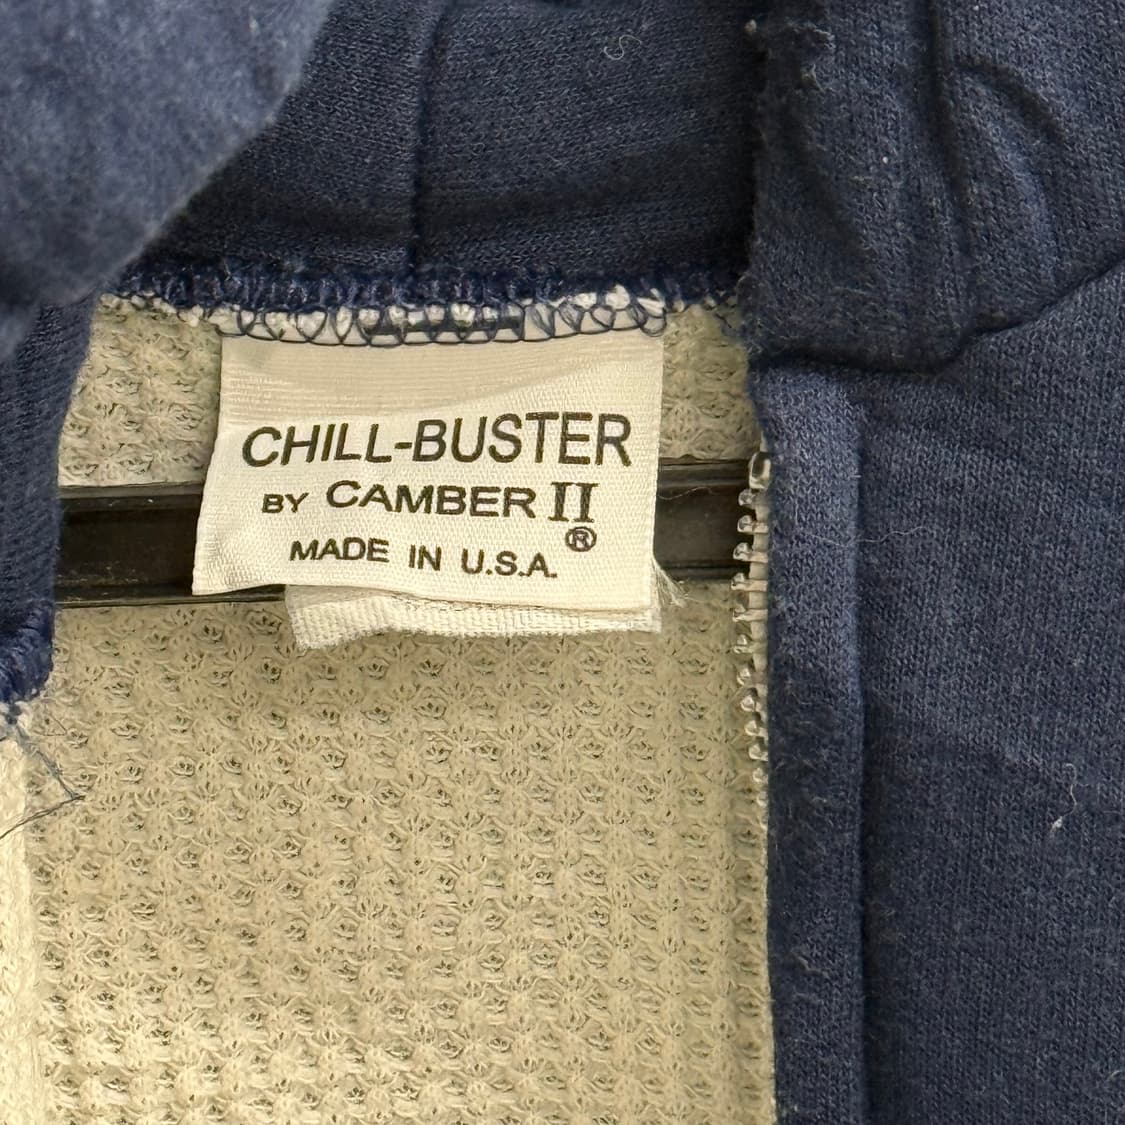 CHILL-BUSTER
BY CAMBER II
®
MADE IN U.S.A.